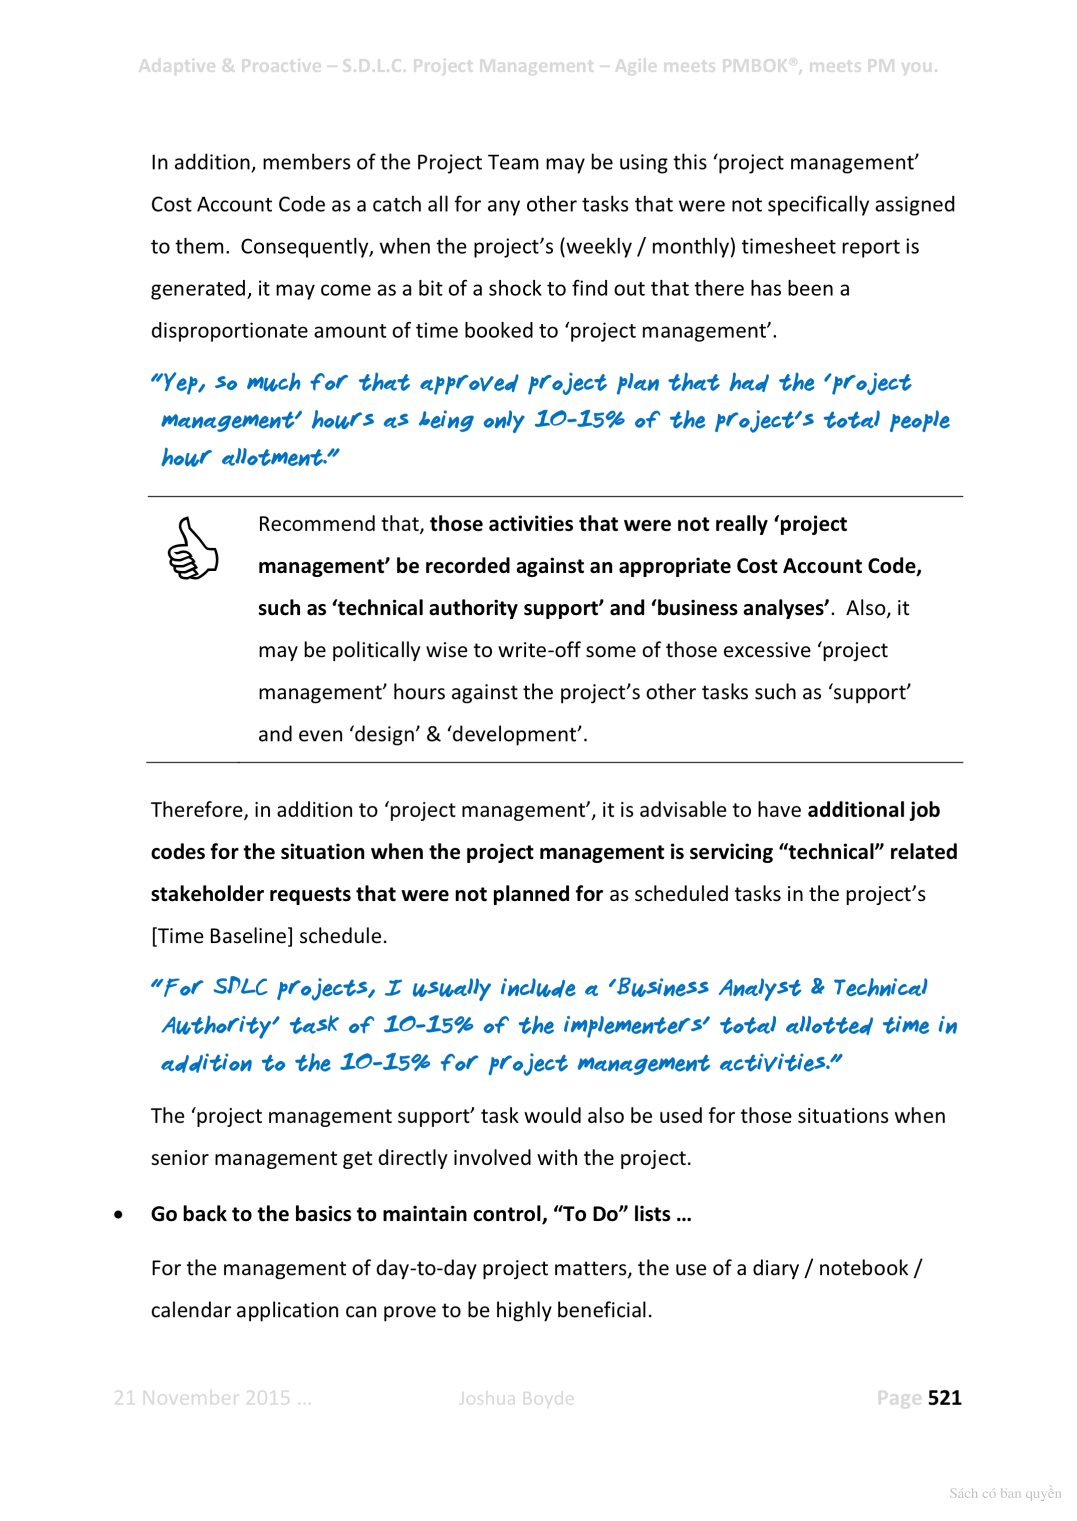 Adaptive & Proactive – S.D.L.C. Project Management – Agile meets PMBOK®, meets PM you.
In addition, members of the Project Team may be using this ‘project management’
Cost Account Code as a catch all for any other tasks that were not specifically assigned
to them.  Consequently, when the project’s (weekly / monthly) timesheet report is
generated, it may come as a bit of a shock to find out that there has been a
disproportionate amount of time booked to ‘project management’.
“Yep, so much for that approved project plan that had the ‘project
management’ hours as being only 10-15% of the project’s total people
hour allotment.”
Recommend that, those activities that were not really ‘project
management’ be recorded against an appropriate Cost Account Code,
such as ‘technical authority support’ and ‘business analyses’.  Also, it
may be politically wise to write-off some of those excessive ‘project
management’ hours against the project’s other tasks such as ‘support’
and even ‘design’ & ‘development’.
Therefore, in addition to ‘project management’, it is advisable to have additional job
codes for the situation when the project management is servicing “technical” related
stakeholder requests that were not planned for as scheduled tasks in the project’s
[Time Baseline] schedule.
“For SDLC projects, I usually include a ‘Business Analyst & Technical
Authority’ task of 10-15% of the implementers’ total allotted time in
addition to the 10-15% for project management activities.”
The ‘project management support’ task would also be used for those situations when
senior management get directly involved with the project.
• Go back to the basics to maintain control, “To Do” lists …
For the management of day-to-day project matters, the use of a diary / notebook /
calendar application can prove to be highly beneficial.
21 November 2015 … Joshua Boyde Page 521
Sách có bản quyền